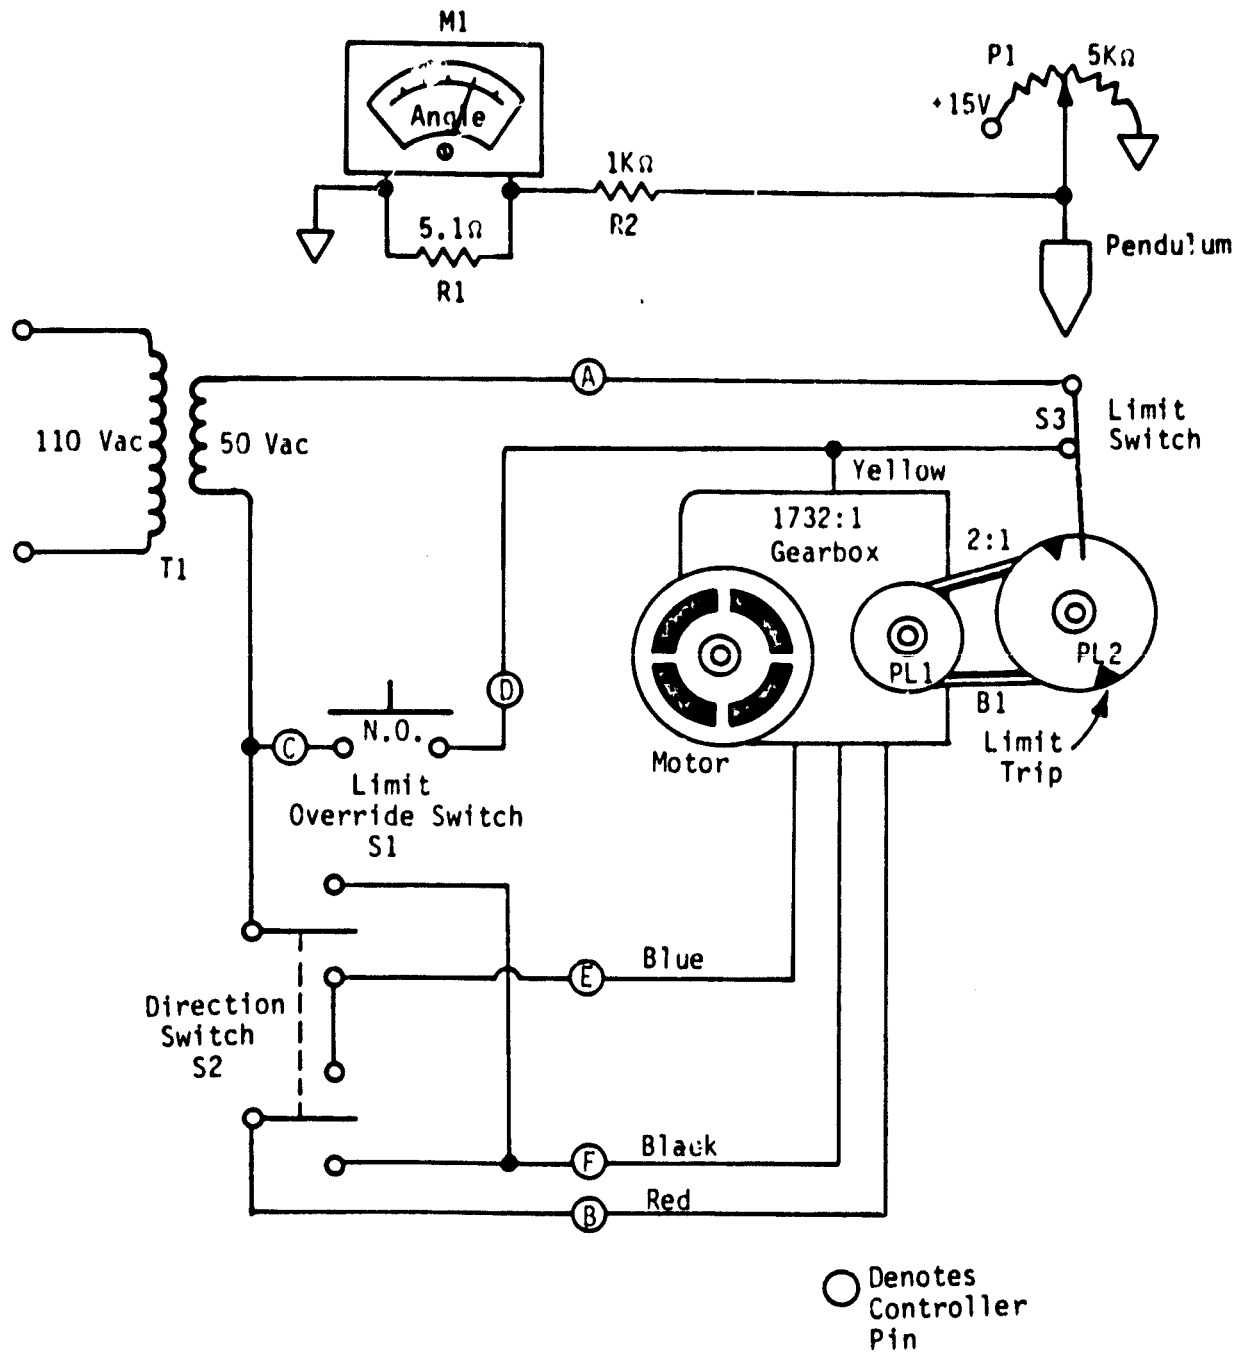 M1
Angle
P1
5KΩ
+15V
1KΩ
R2
5.1Ω
R1
Pendulum
A
S3
Limit
Switch
110 Vac
50 Vac
T1
Yellow
1732:1
Gearbox
2:1
PL1
PL2
B1
Limit
Trip
Motor
D
C
N.O.
Limit
Override Switch
S1
E
Blue
Direction
Switch
S2
F
Black
B
Red
Denotes
Controller
Pin